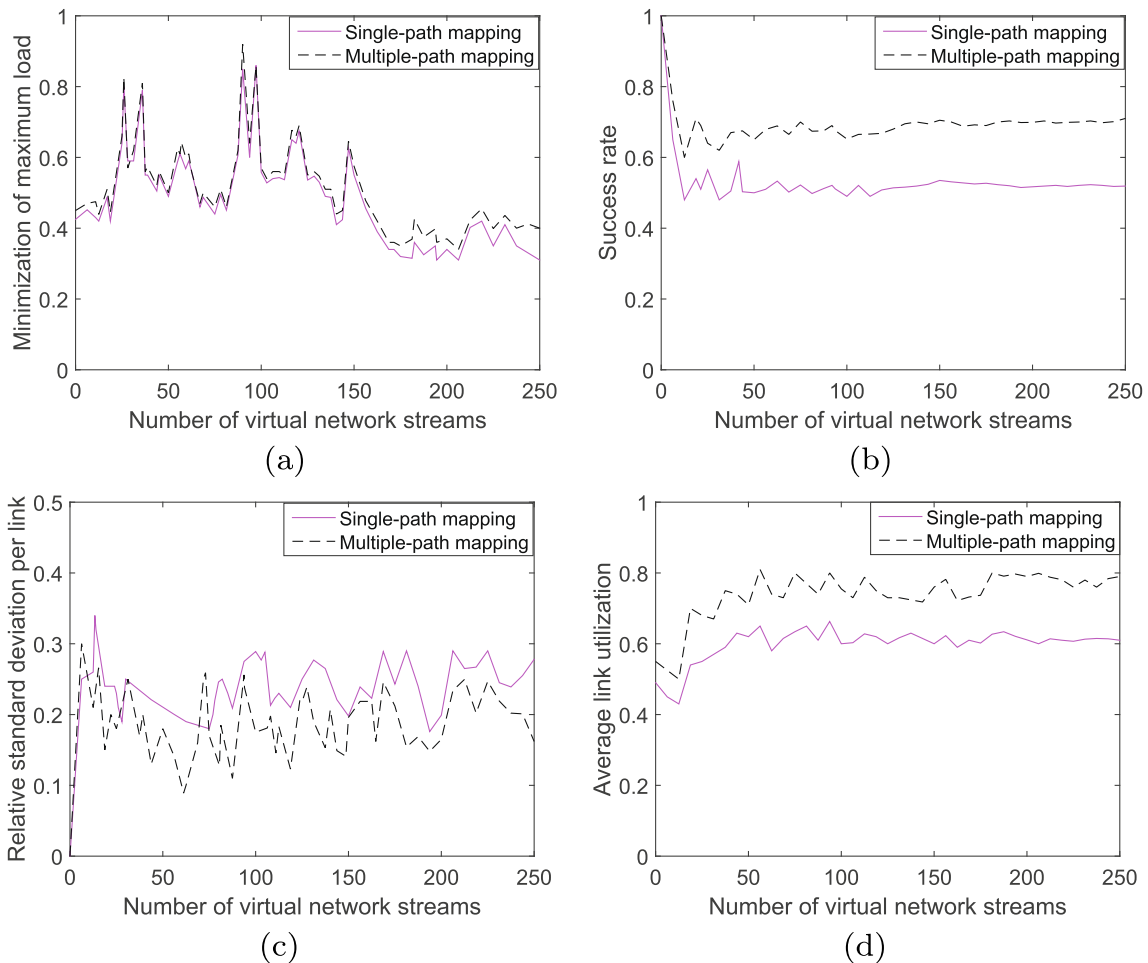 Minimization of maximum load
1
0.8
0.6
0.4
0.2
0
Single-path mapping
Multiple-path mapping
0 50 100 150 200 250
Number of virtual network streams
(a)
Success rate
1
0.8
0.6
0.4
0.2
0
Single-path mapping
Multiple-path mapping
0 50 100 150 200 250
Number of virtual network streams
(b)
Relative standard deviation per link
0.5
0.4
0.3
0.2
0.1
0
Single-path mapping
Multiple-path mapping
0 50 100 150 200 250
Number of virtual network streams
(c)
Average link utilization
1
0.8
0.6
0.4
0.2
0
Single-path mapping
Multiple-path mapping
0 50 100 150 200 250
Number of virtual network streams
(d)